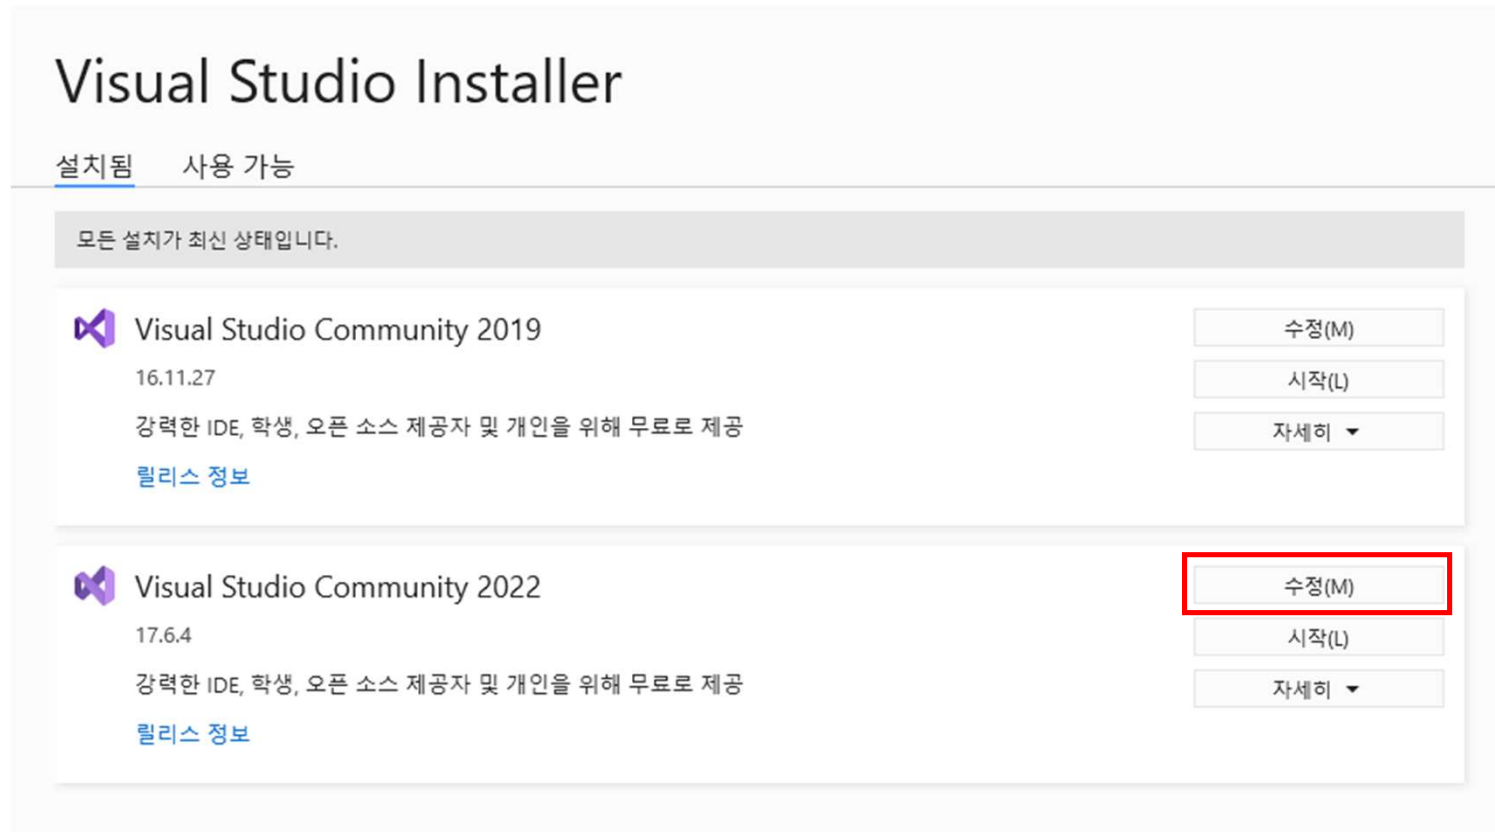 Visual Studio Installer
설치됨 사용 가능
모든 설치가 최신 상태입니다.
Visual Studio Community 2019
수정(M)
16.11.27
시작(L)
강력한 IDE, 학생, 오픈 소스 제공자 및 개인을 위해 무료로 제공
자세히
릴리스 정보
Visual Studio Community 2022
수정(M)
17.6.4
시작(L)
강력한 IDE, 학생, 오픈 소스 제공자 및 개인을 위해 무료로 제공
자세히
릴리스 정보